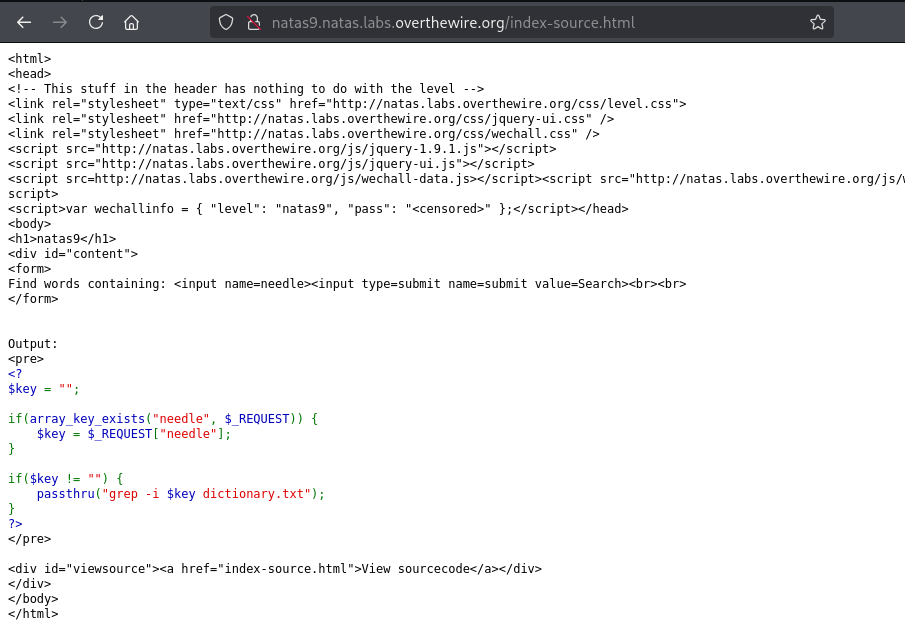 natas9.natas.labs.overthewire.org/index-source.html
<html>
<head>
<!-- This stuff in the header has nothing to do with the level -->
<link rel="stylesheet" type="text/css" href="http://natas.labs.overthewire.org/css/level.css">
<link rel="stylesheet" href="http://natas.labs.overthewire.org/css/jquery-ui.css" />
<link rel="stylesheet" href="http://natas.labs.overthewire.org/css/wechall.css" />
<script src="http://natas.labs.overthewire.org/js/jquery-1.9.1.js"></script>
<script src="http://natas.labs.overthewire.org/js/jquery-ui.js"></script>
<script src=http://natas.labs.overthewire.org/js/wechall-data.js></script><script src="http://natas.labs.overthewire.org/js/
script>
<script>var wechallinfo = { "level": "natas9", "pass": "<censored>" };</script></head>
<body>
<h1>natas9</h1>
<div id="content">
<form>
Find words containing: <input name=needle><input type=submit name=submit value=Search><br><br>
</form>
Output:
<pre>
<?
$key = "";
if(array_key_exists("needle", $_REQUEST)) {
    $key = $_REQUEST["needle"];
}
if($key != "") {
    passthru("grep -i $key dictionary.txt");
}
?>
</pre>
<div id="viewsource"><a href="index-source.html">View sourcecode</a></div>
</div>
</body>
</html>